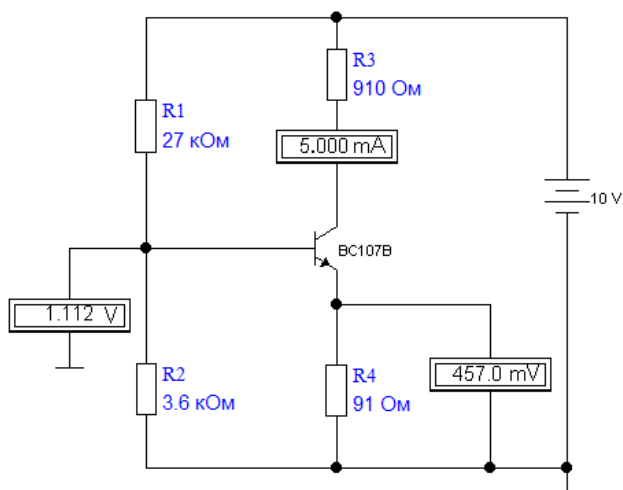 R3
910 Ом
R1
27 кОм
5.000 mA
10 V
BC107B
1.112 V
R2
3.6 кОм
R4
91 Ом
457.0 mV